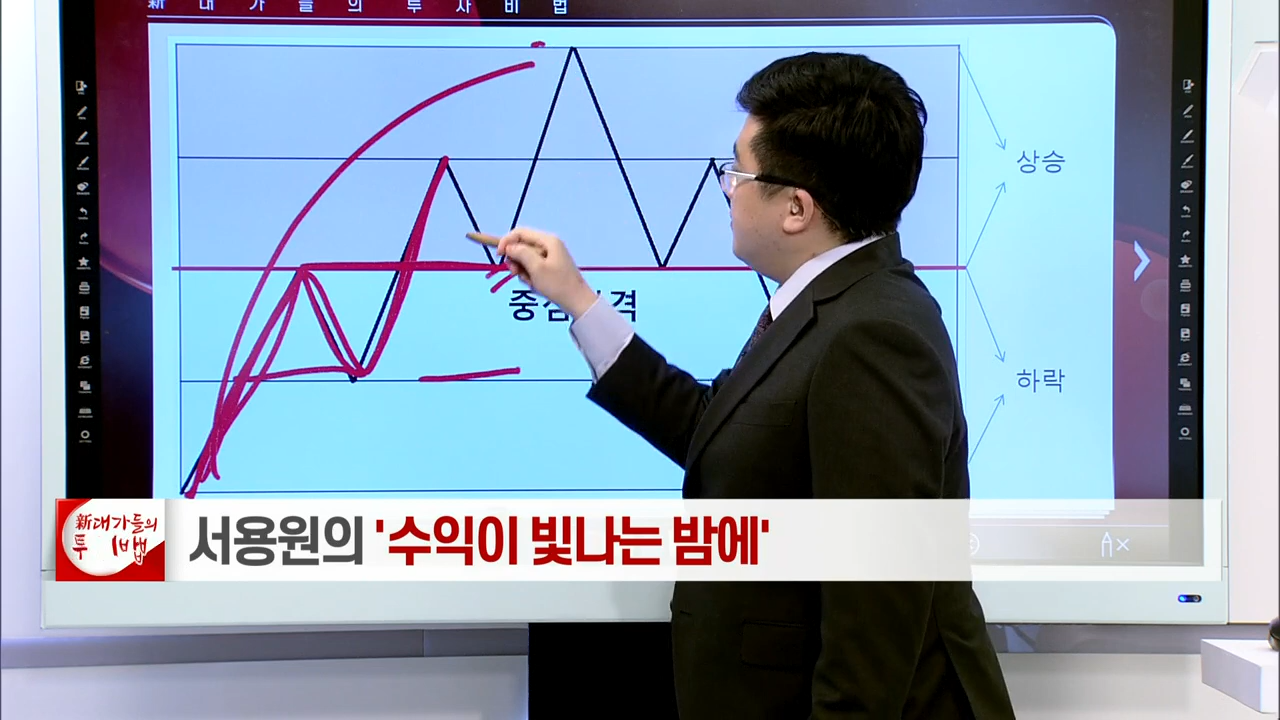 新 대 가 들 의 투 자 비 법
상승
중심가격
하락
新대가들의
투 비법
서용원의 '수익이 빛나는 밤에'
A×